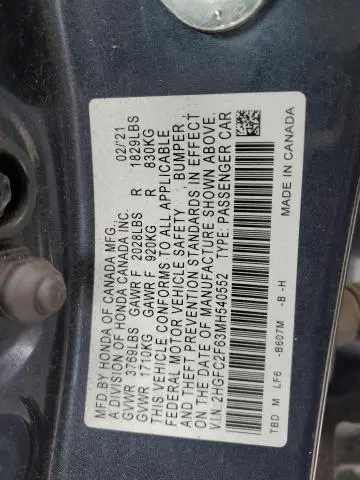 MFD. BY HONDA OF CANADA MFG. 02/'21
A DIVISION OF HONDA CANADA INC.
GVWR 3769LBS GAWR F 2028LBS R 1829LBS
GVWR 1710KG GAWR F 920KG R 830KG
THIS VEHICLE CONFORMS TO ALL APPLICABLE
FEDERAL MOTOR VEHICLE SAFETY BUMPER,
AND THEFT PREVENTION STANDARDS IN EFFECT
ON THE DATE OF MANUFACTURE SHOWN ABOVE.
V.I.N. 2HGFC2F63MH540552 TYPE: PASSENGER CAR
TBD M LF6 -B607M -B -H
MADE IN CANADA